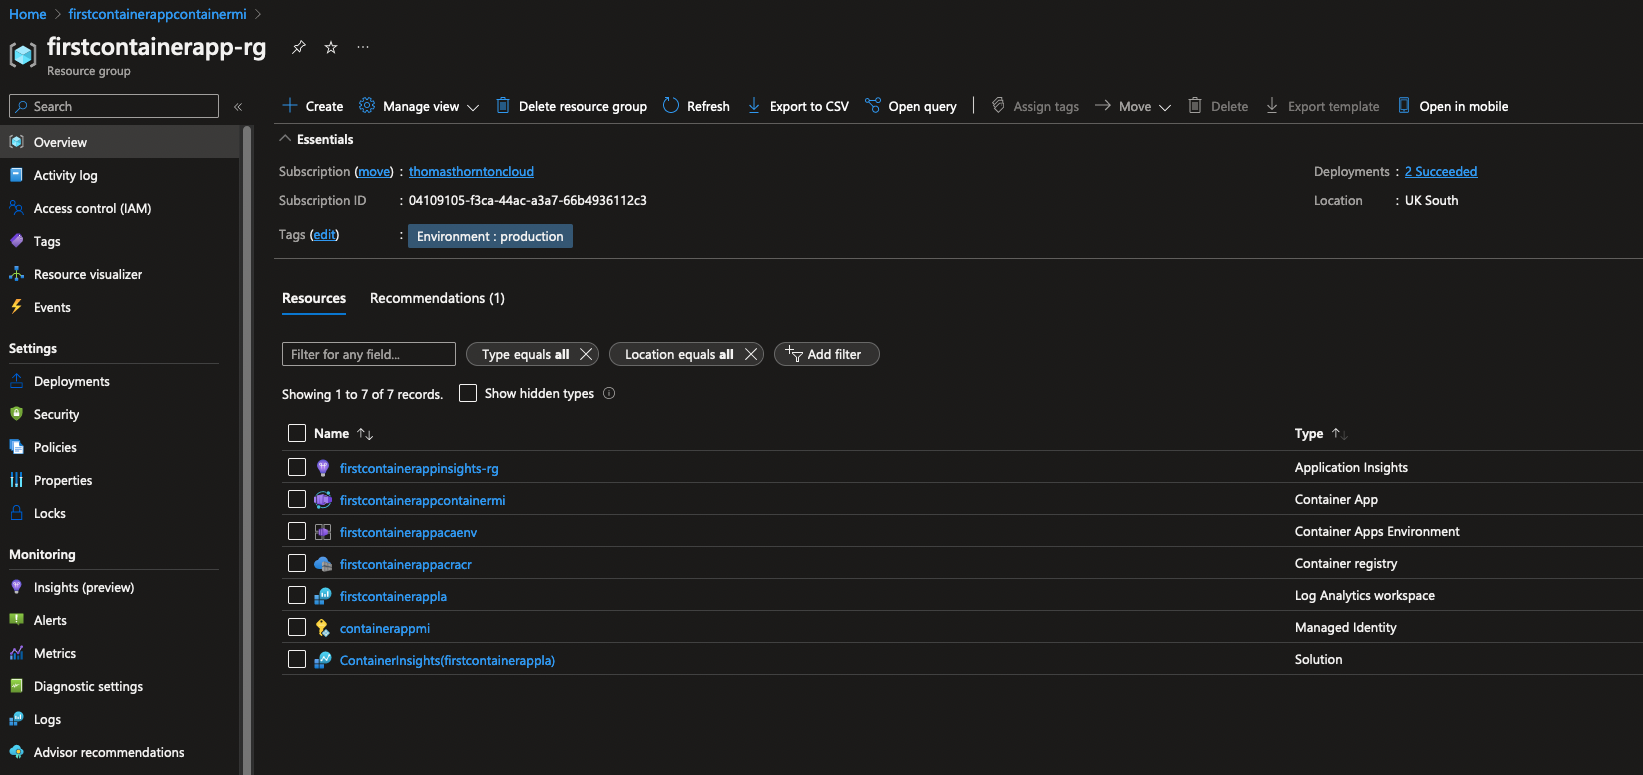 Home > firstcontainerappcontainermi >
firstcontainerapp-rg
Resource group
Search
Overview
Activity log
Access control (IAM)
Tags
Resource visualizer
Events
Settings
Deployments
Security
Policies
Properties
Locks
Monitoring
Insights (preview)
Alerts
Metrics
Diagnostic settings
Logs
Advisor recommendations
Create Manage view Delete resource group Refresh Export to CSV Open query Assign tags Move Delete Export template Open in mobile
Essentials
Subscription (move) : thomasthorntoncloud
Subscription ID : 04109105-f3ca-44ac-a3a7-66b4936112c3
Tags (edit) : Environment : production
Deployments : 2 Succeeded
Location : UK South
Resources Recommendations (1)
Filter for any field... Type equals all Location equals all Add filter
Showing 1 to 7 of 7 records. Show hidden types
Name Type
firstcontainerappinsights-rg Application Insights
firstcontainerappcontainermi Container App
firstcontainerappacaenv Container Apps Environment
firstcontainerappacracr Container registry
firstcontainerappla Log Analytics workspace
containerappmi Managed Identity
ContainerInsights(firstcontainerappla) Solution